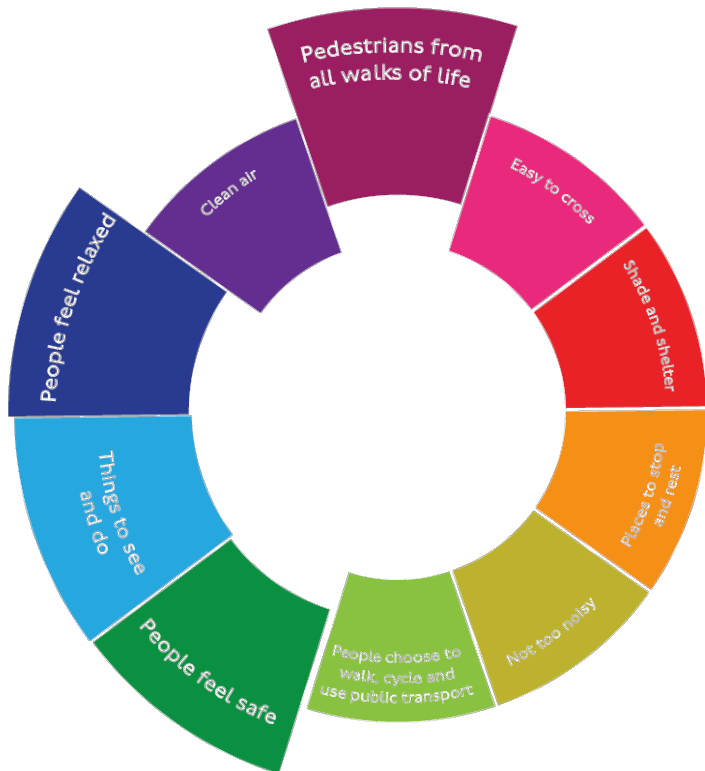 Pedestrians from
all walks of life
Easy to cross
Shade and shelter
Places to stop
and rest
Not too noisy
People choose to
walk, cycle and
use public transport
People feel safe
Things to see
and do
People feel relaxed
Clean air